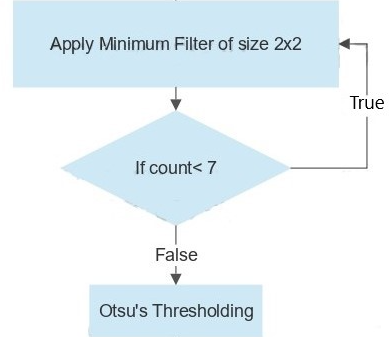 Apply Minimum Filter of size 2x2
True
If count< 7
False
Otsu's Thresholding